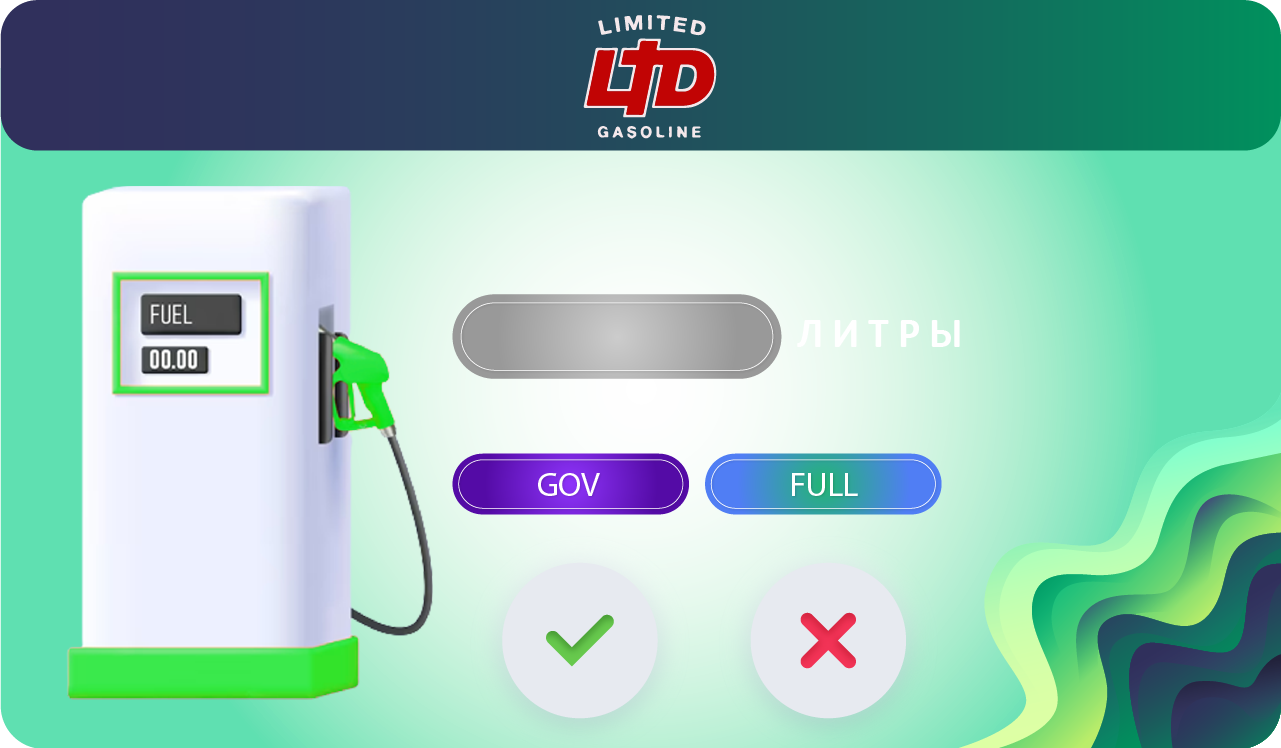 LIMITED
LTD
GASOLINE
FUEL
00.00
ЛИТРЫ
GOV
FULL